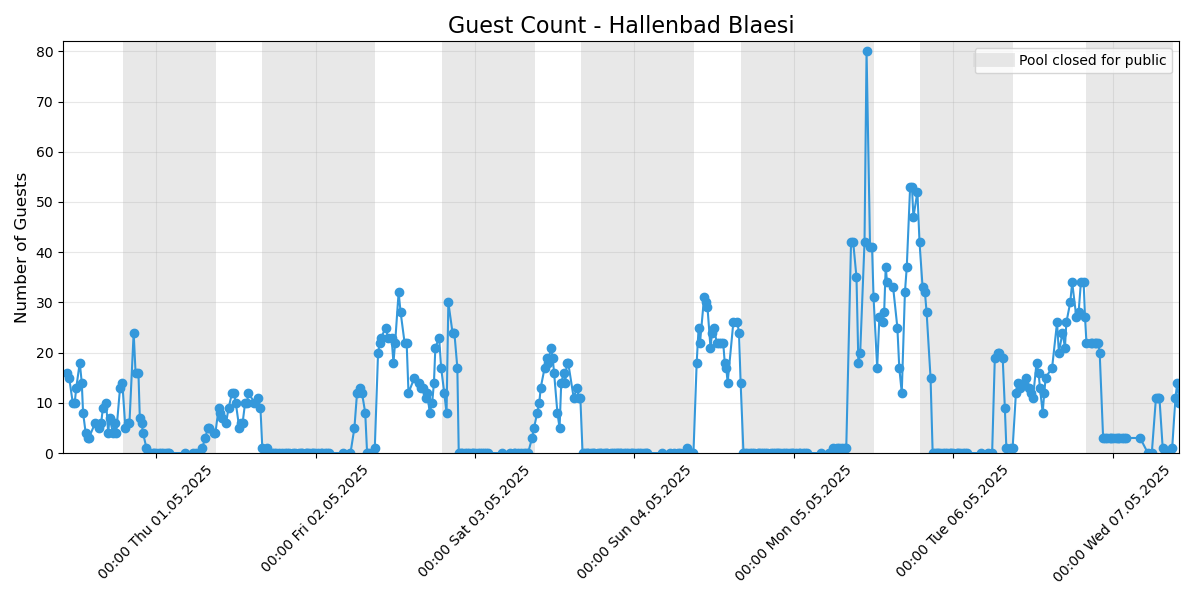 Guest Count - Hallenbad Blaesi
Pool closed for public
Number of Guests
80
70
60
50
40
30
20
10
0
00:00 Thu 01.05.2025
00:00 Fri 02.05.2025
00:00 Sat 03.05.2025
00:00 Sun 04.05.2025
00:00 Mon 05.05.2025
00:00 Tue 06.05.2025
00:00 Wed 07.05.2025